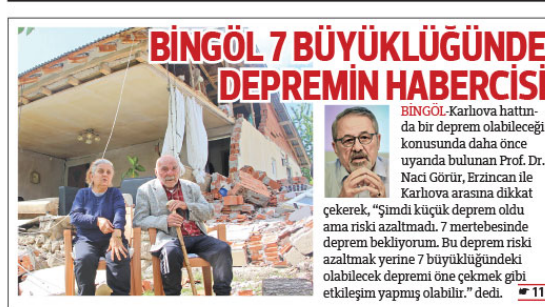 BİNGÖL 7 BÜYÜKLÜĞÜNDE
DEPREMİN HABERCİSİ
BİNGÖL-Karlıova hattın-
da bir deprem olabileceği
konusunda daha önce
uyarıda bulunan Prof. Dr.
Naci Görür, Erzincan ile
Karlıova arasına dikkat
çekerek, “Şimdi küçük deprem oldu
ama riski azaltmadı. 7 mertebesinde
deprem bekliyorum. Bu deprem riski
azaltmak yerine 7 büyüklüğündeki
olabilecek depremi öne çekmek gibi
etkileşim yapmış olabilir.” dedi. ☛ 11